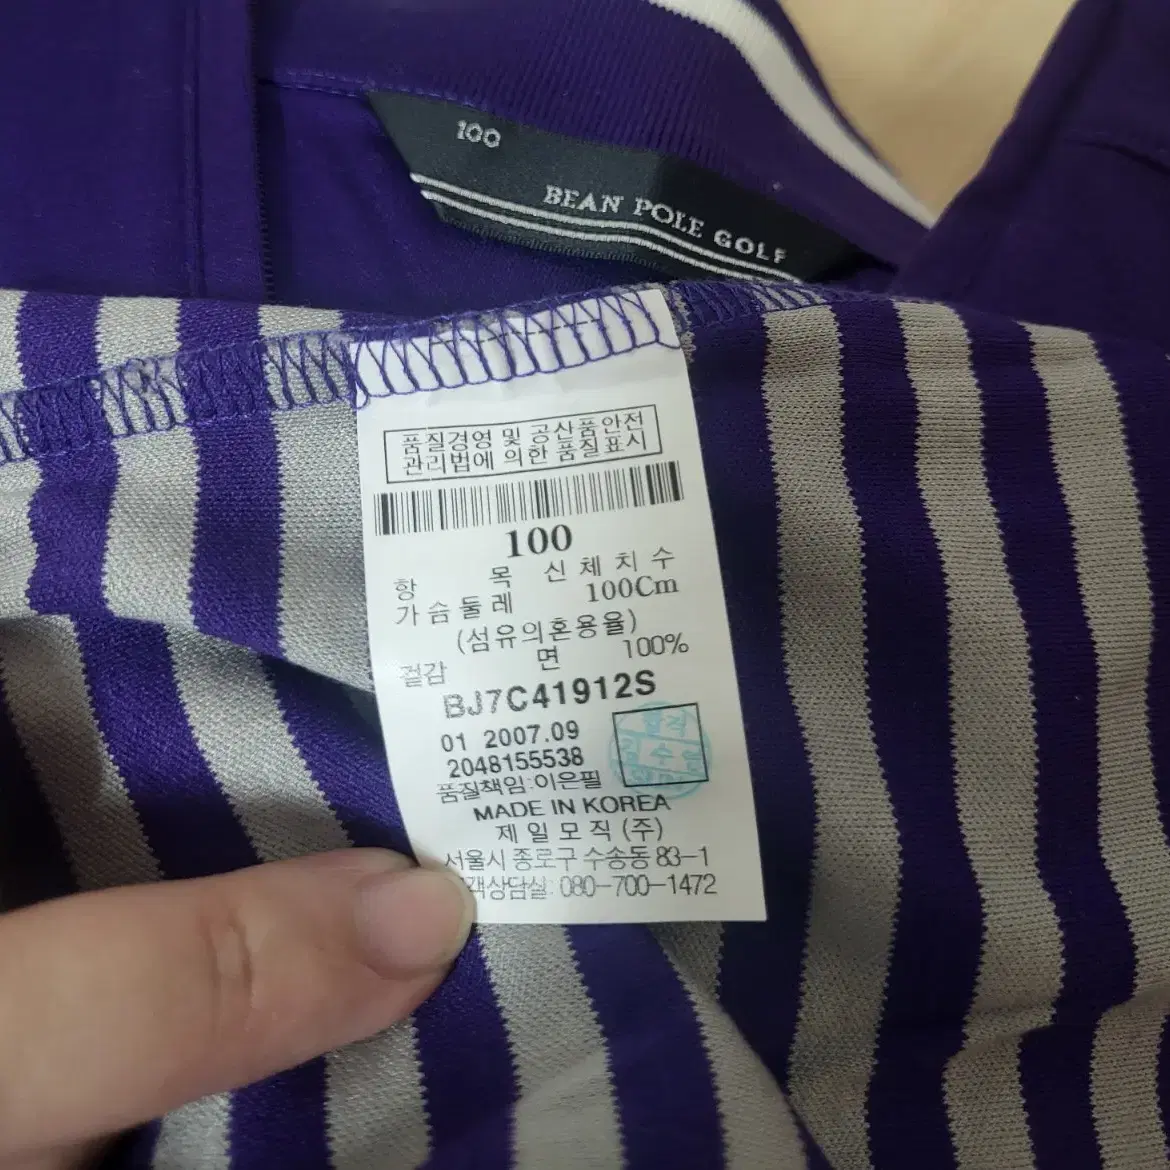 100
BEAN POLE GOLF
품질경영 및 공산품안전
관리법에 의한 품질표시
100
항 목 신체치수
가슴둘레 100Cm
(섬유의혼용율)
겉감 면 100%
BJ7C41912S
01 2007.09
2048155538
품질책임:이은필
MADE IN KOREA
제일모직(주)
서울시 종로구 수송동 83-1
객상담실: 080-700-1472